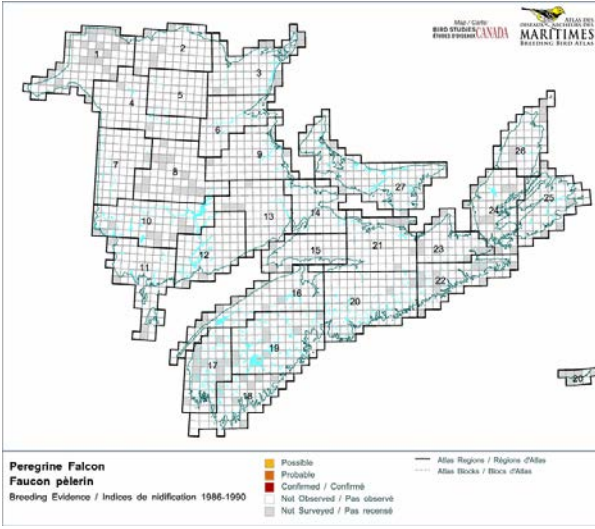 Map / Carte
BIRD STUDIES
ÉTUDES D'OISEAUX CANADA
ATLAS DES
OISEAUX NICHEURS DES
MARITIMES
BREEDING BIRD ATLAS
1
2
3
4
5
6
7
8
9
10
11
12
13
14
15
16
17
18
19
20
21
22
23
24
25
26
27
20
Peregrine Falcon
Faucon pèlerin
Breeding Evidence / Indices de nidification 1986-1990
Possible
Probable
Confirmed / Confirmé
Not Observed / Pas observé
Not Surveyed / Pas recensé
Atlas Regions / Régions d'Atlas
Atlas Blocks / Blocs d'Atlas